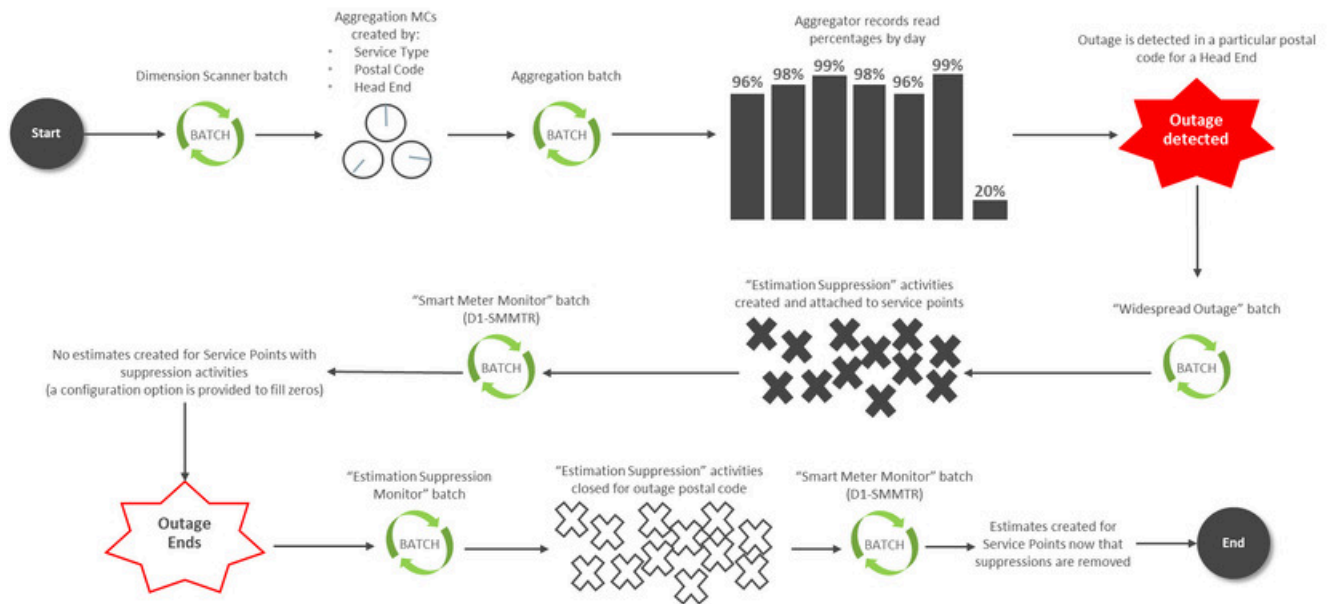 Start
Dimension Scanner batch
BATCH
Aggregation MCs
created by:
• Service Type
• Postal Code
• Head End
Aggregation batch
BATCH
Aggregator records read
percentages by day
96%
98%
99%
98%
96%
99%
20%
Outage is detected in a particular postal
code for a Head End
Outage
detected
"Widespread Outage" batch
BATCH
"Estimation Suppression" activities
created and attached to service points
"Smart Meter Monitor" batch
(D1-SMMTR)
BATCH
No estimates created for Service Points with
suppression activities
(a configuration option is provided to fill zeros)
Outage
Ends
"Estimation Suppression
Monitor" batch
BATCH
"Estimation Suppression" activities
closed for outage postal code
"Smart Meter Monitor" batch
(D1-SMMTR)
BATCH
Estimates created for
Service Points now that
suppressions are removed
End